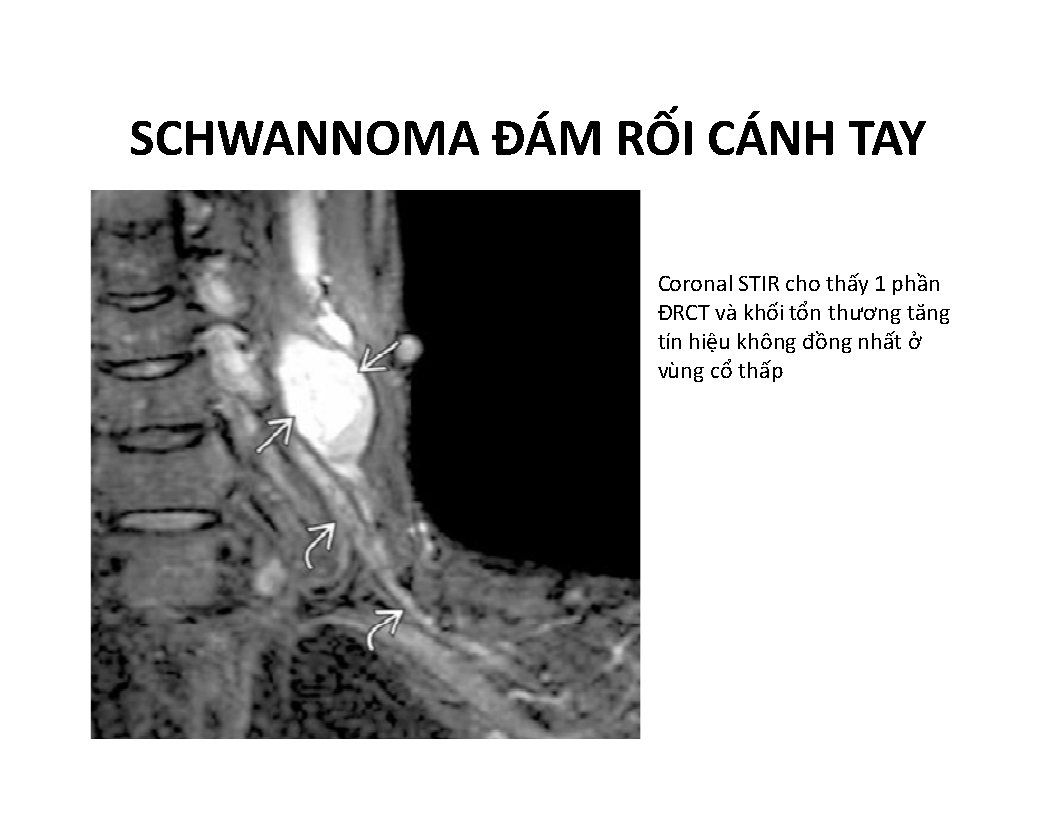 SCHWANNOMA ĐÁM RỐI CÁNH TAY
Coronal STIR cho thấy 1 phần
ĐRCT và khối tổn thương tăng
tín hiệu không đồng nhất ở
vùng cổ thấp